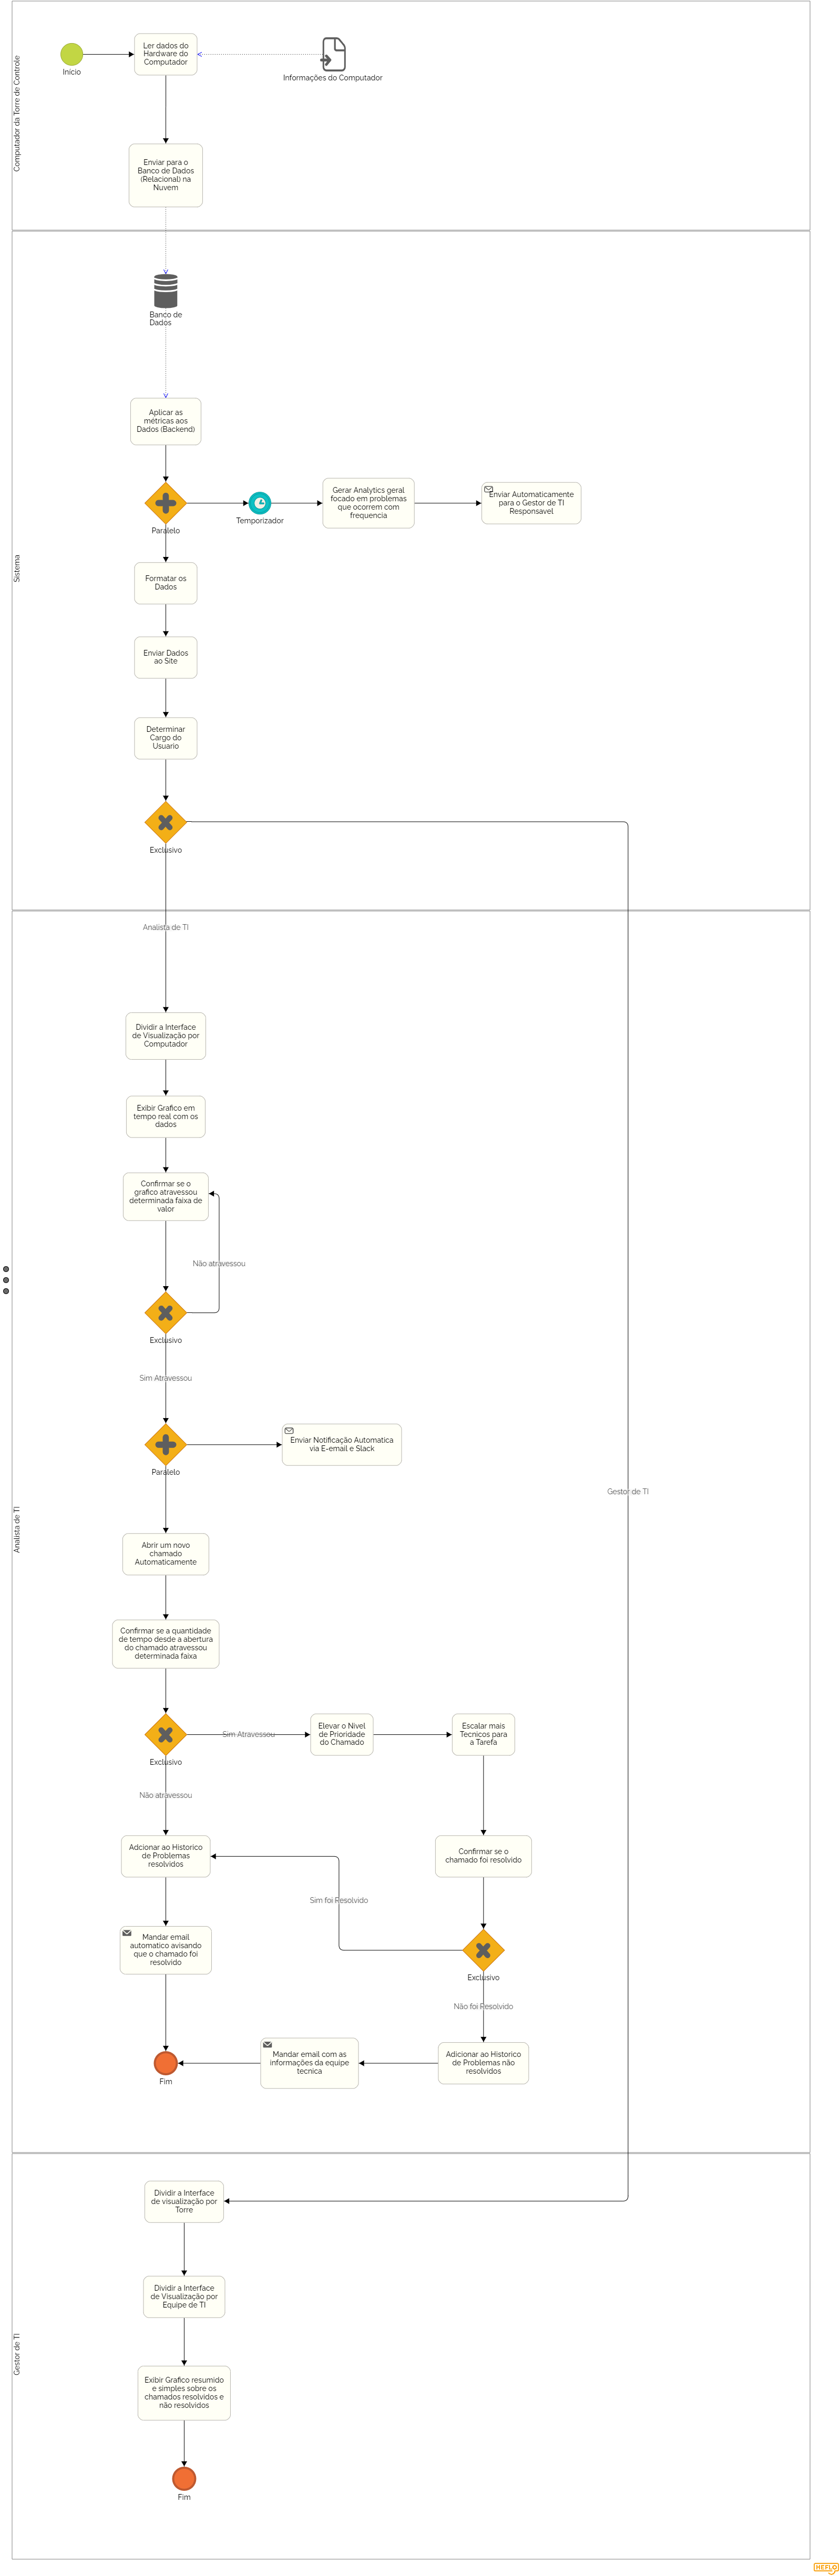 Computador da Torre de Controle
Início
Ler dados do
Hardware do
Computador
Informações do Computador
Enviar para o
Banco de Dados
(Relacional) na
Nuvem
Sistema
Banco de
Dados
Aplicar as
métricas aos
Dados (Backend)
Paralelo
Temporizador
Gerar Analytics geral
focado em problemas
que ocorrem com
frequencia
Enviar Automaticamente
para o Gestor de TI
Responsavel
Formatar os
Dados
Enviar Dados
ao Site
Determinar
Cargo do
Usuario
Exclusivo
Analista de TI
Gestor de TI
Analista de TI
Dividir a Interface
de Visualização por
Computador
Exibir Grafico em
tempo real com os
dados
Confirmar se o
grafico atravessou
determinada faixa de
valor
Não atravessou
Exclusivo
Sim Atravessou
Paralelo
Enviar Notificação Automatica
via E-email e Slack
Abrir um novo
chamado
Automaticamente
Confirmar se a quantidade
de tempo desde a abertura
do chamado atravessou
determinada faixa
Exclusivo
Sim Atravessou
Elevar o Nivel
de Prioridade
do Chamado
Escalar mais
Tecnicos para
a Tarefa
Não atravessou
Adcionar ao Historico
de Problemas
resolvidos
Confirmar se o
chamado foi resolvido
Sim foi Resolvido
Mandar email
automatico avisando
que o chamado foi
resolvido
Exclusivo
Não foi Resolvido
Adicionar ao Historico
de Problemas não
resolvidos
Mandar email com as
informações da equipe
tecnica
Fim
Gestor de TI
Dividir a Interface
de visualização por
Torre
Dividir a Interface
de Visualização por
Equipe de TI
Exibir Grafico resumido
e simples sobre os
chamados resolvidos e
não resolvidos
Fim
HEFLO